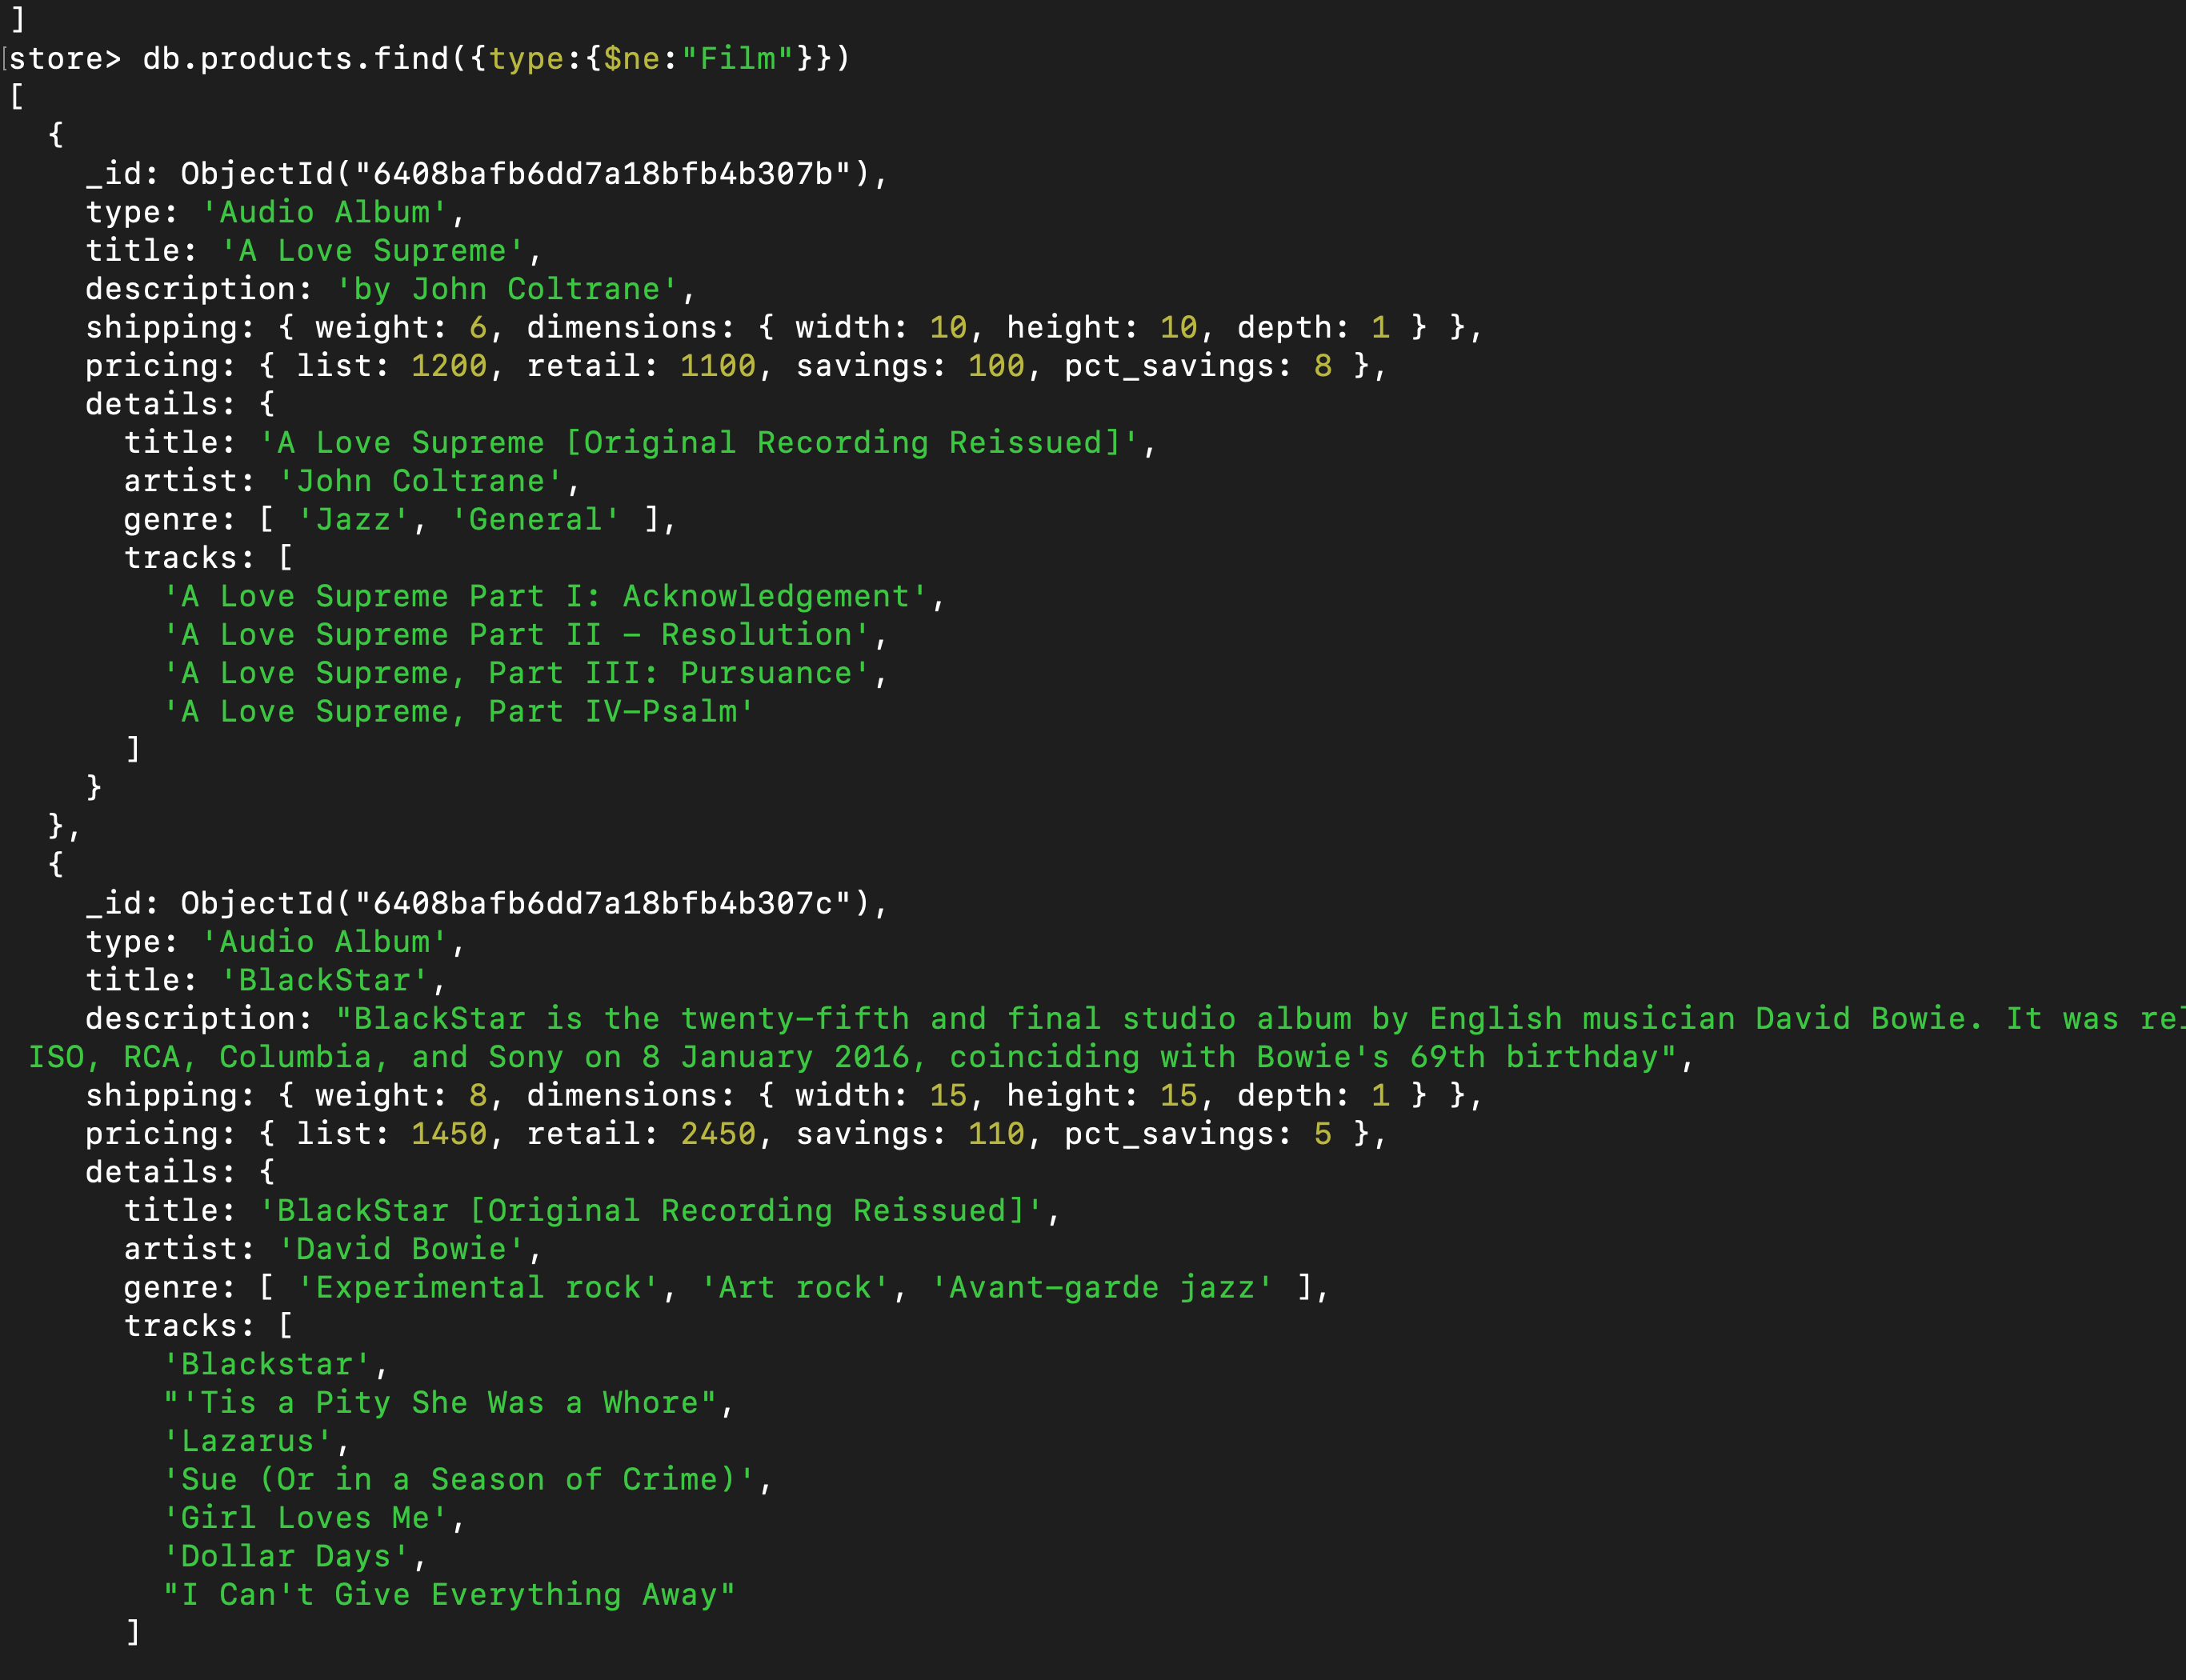 ]
store> db.products.find({type:{$ne:"Film"}})
[
  {
    _id: ObjectId("6408bafb6dd7a18bfb4b307b"),
    type: 'Audio Album',
    title: 'A Love Supreme',
    description: 'by John Coltrane',
    shipping: { weight: 6, dimensions: { width: 10, height: 10, depth: 1 } },
    pricing: { list: 1200, retail: 1100, savings: 100, pct_savings: 8 },
    details: {
      title: 'A Love Supreme [Original Recording Reissued]',
      artist: 'John Coltrane',
      genre: [ 'Jazz', 'General' ],
      tracks: [
        'A Love Supreme Part I: Acknowledgement',
        'A Love Supreme Part II - Resolution',
        'A Love Supreme, Part III: Pursuance',
        'A Love Supreme, Part IV-Psalm'
      ]
    }
  },
  {
    _id: ObjectId("6408bafb6dd7a18bfb4b307c"),
    type: 'Audio Album',
    title: 'BlackStar',
    description: "BlackStar is the twenty-fifth and final studio album by English musician David Bowie. It was
 ISO, RCA, Columbia, and Sony on 8 January 2016, coinciding with Bowie's 69th birthday",
    shipping: { weight: 8, dimensions: { width: 15, height: 15, depth: 1 } },
    pricing: { list: 1450, retail: 2450, savings: 110, pct_savings: 5 },
    details: {
      title: 'BlackStar [Original Recording Reissued]',
      artist: 'David Bowie',
      genre: [ 'Experimental rock', 'Art rock', 'Avant-garde jazz' ],
      tracks: [
        'Blackstar',
        "'Tis a Pity She Was a Whore",
        'Lazarus',
        'Sue (Or in a Season of Crime)',
        'Girl Loves Me',
        'Dollar Days',
        "I Can't Give Everything Away"
      ]